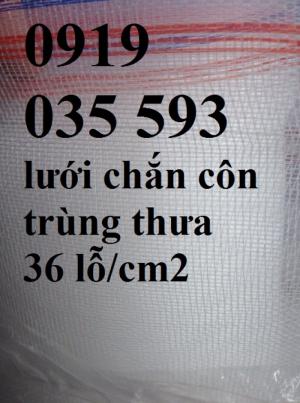 0919
035 593
lưới chắn côn
trùng thưa
36 lỗ/cm2